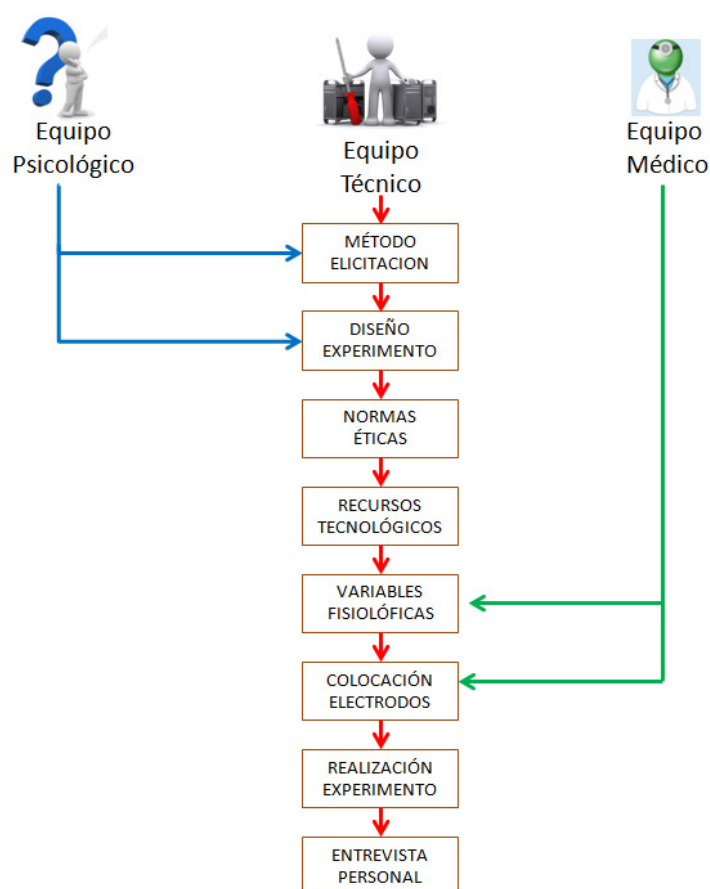 Equipo
Psicológico
Equipo
Técnico
Equipo
Médico
MÉTODO
ELICITACION
DISEÑO
EXPERIMENTO
NORMAS
ÉTICAS
RECURSOS
TECNOLÓGICOS
VARIABLES
FISIOLÓFICAS
COLOCACIÓN
ELECTRODOS
REALIZACIÓN
EXPERIMENTO
ENTREVISTA
PERSONAL